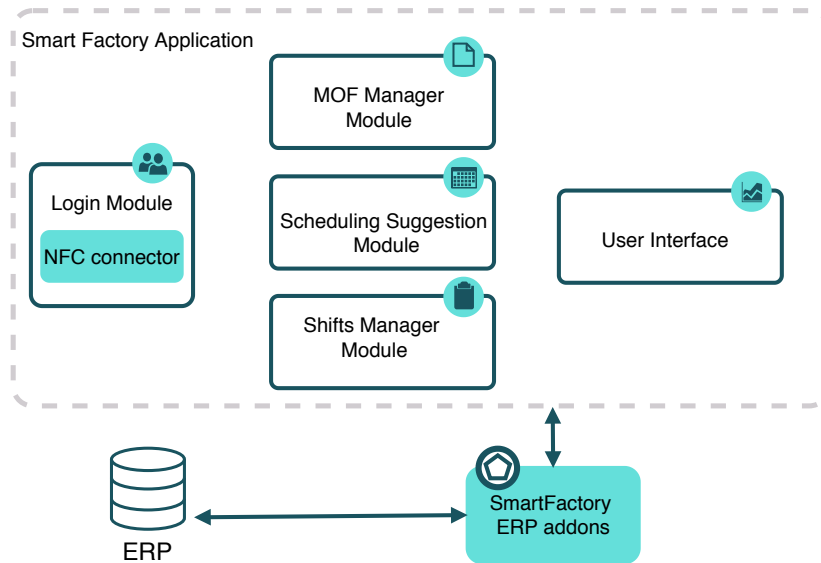 Smart Factory Application
MOF Manager
Module
Login Module
NFC connector
Scheduling Suggestion
Module
User Interface
Shifts Manager
Module
ERP
SmartFactory
ERP addons